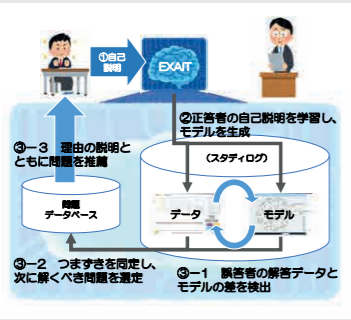 ①自己
説明
EXAIT
②正答者の自己説明を学習し、
モデルを生成
③－3　理由の説明と
ともに問題を推薦
（スタディログ）
問題
データベース
データ
モデル
③－2　つまずきを同定し、
次に解くべき問題を選定
③－1　誤答者の解答データと
モデルの差を検出